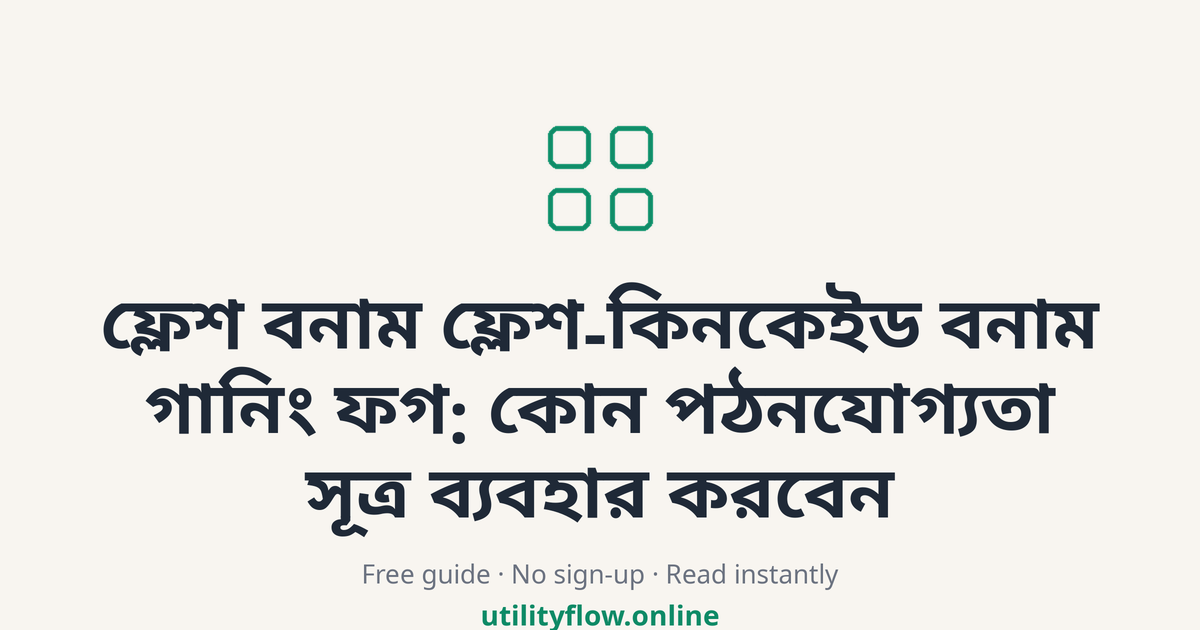 ফ্লেশ বনাম ফ্লেশ-কিনকেইড বনাম
গানিং ফগ: কোন পঠনযোগ্যতা
সূত্র ব্যবহার করবেন
Free guide · No sign-up · Read instantly
utilityflow.online